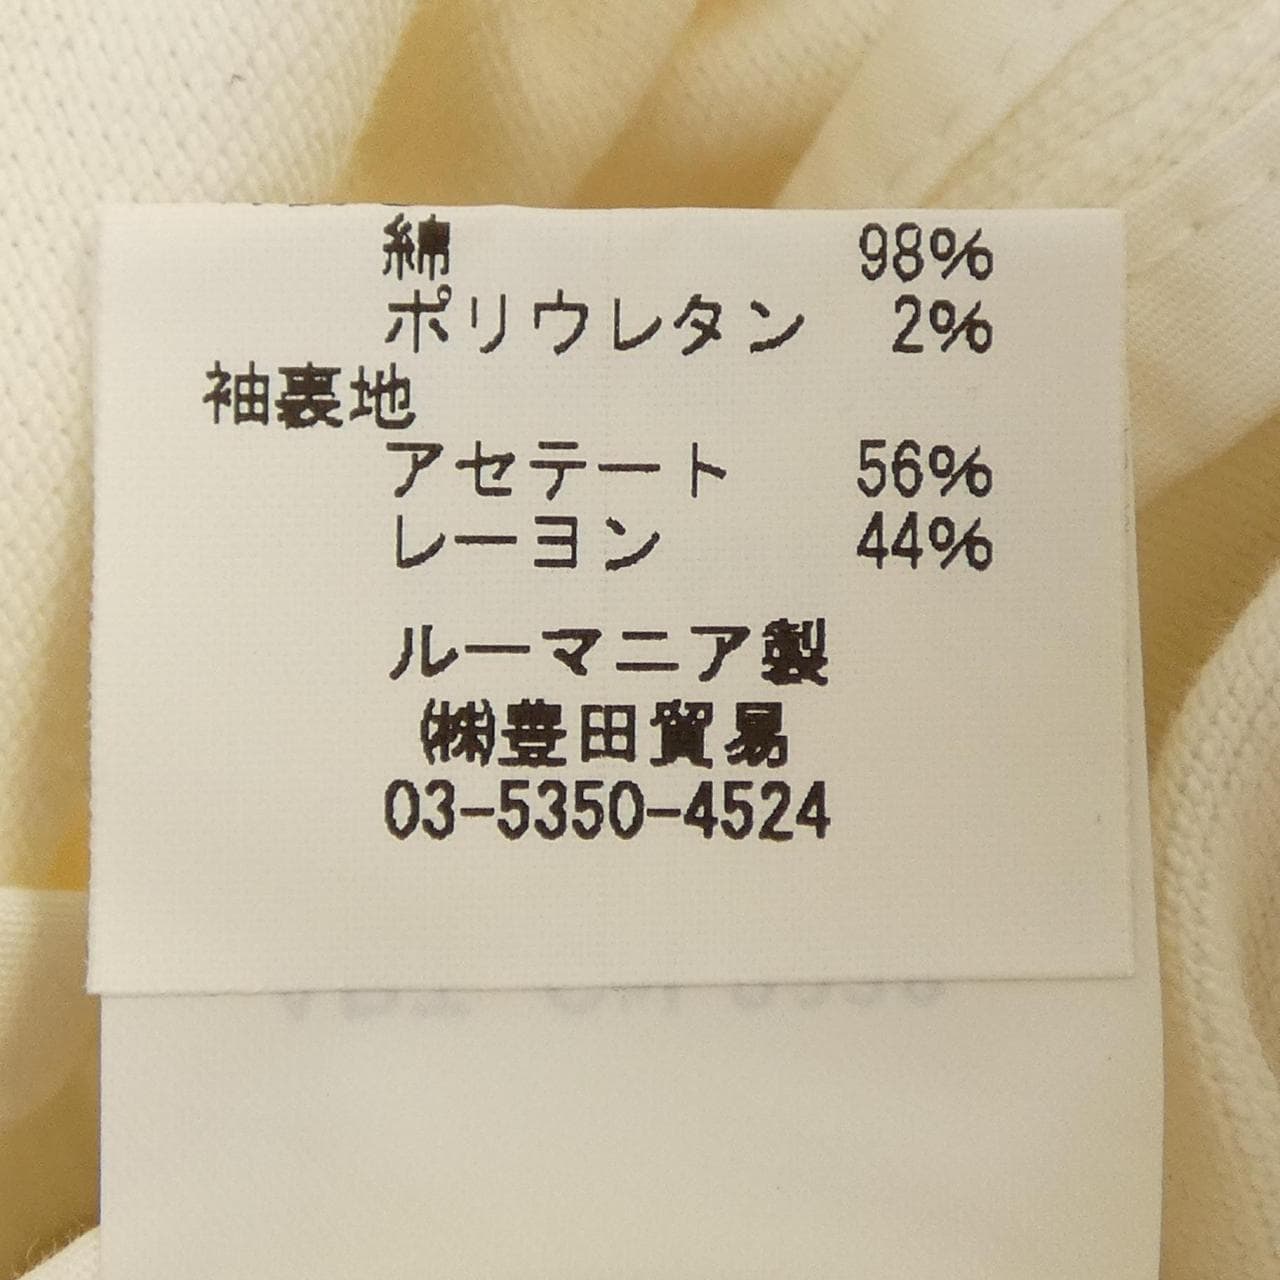 綿 98%
ポリウレタン 2%
袖裏地
アセテート 56%
レーヨン 44%
ルーマニア製
㈱豊田貿易
03-5350-4524